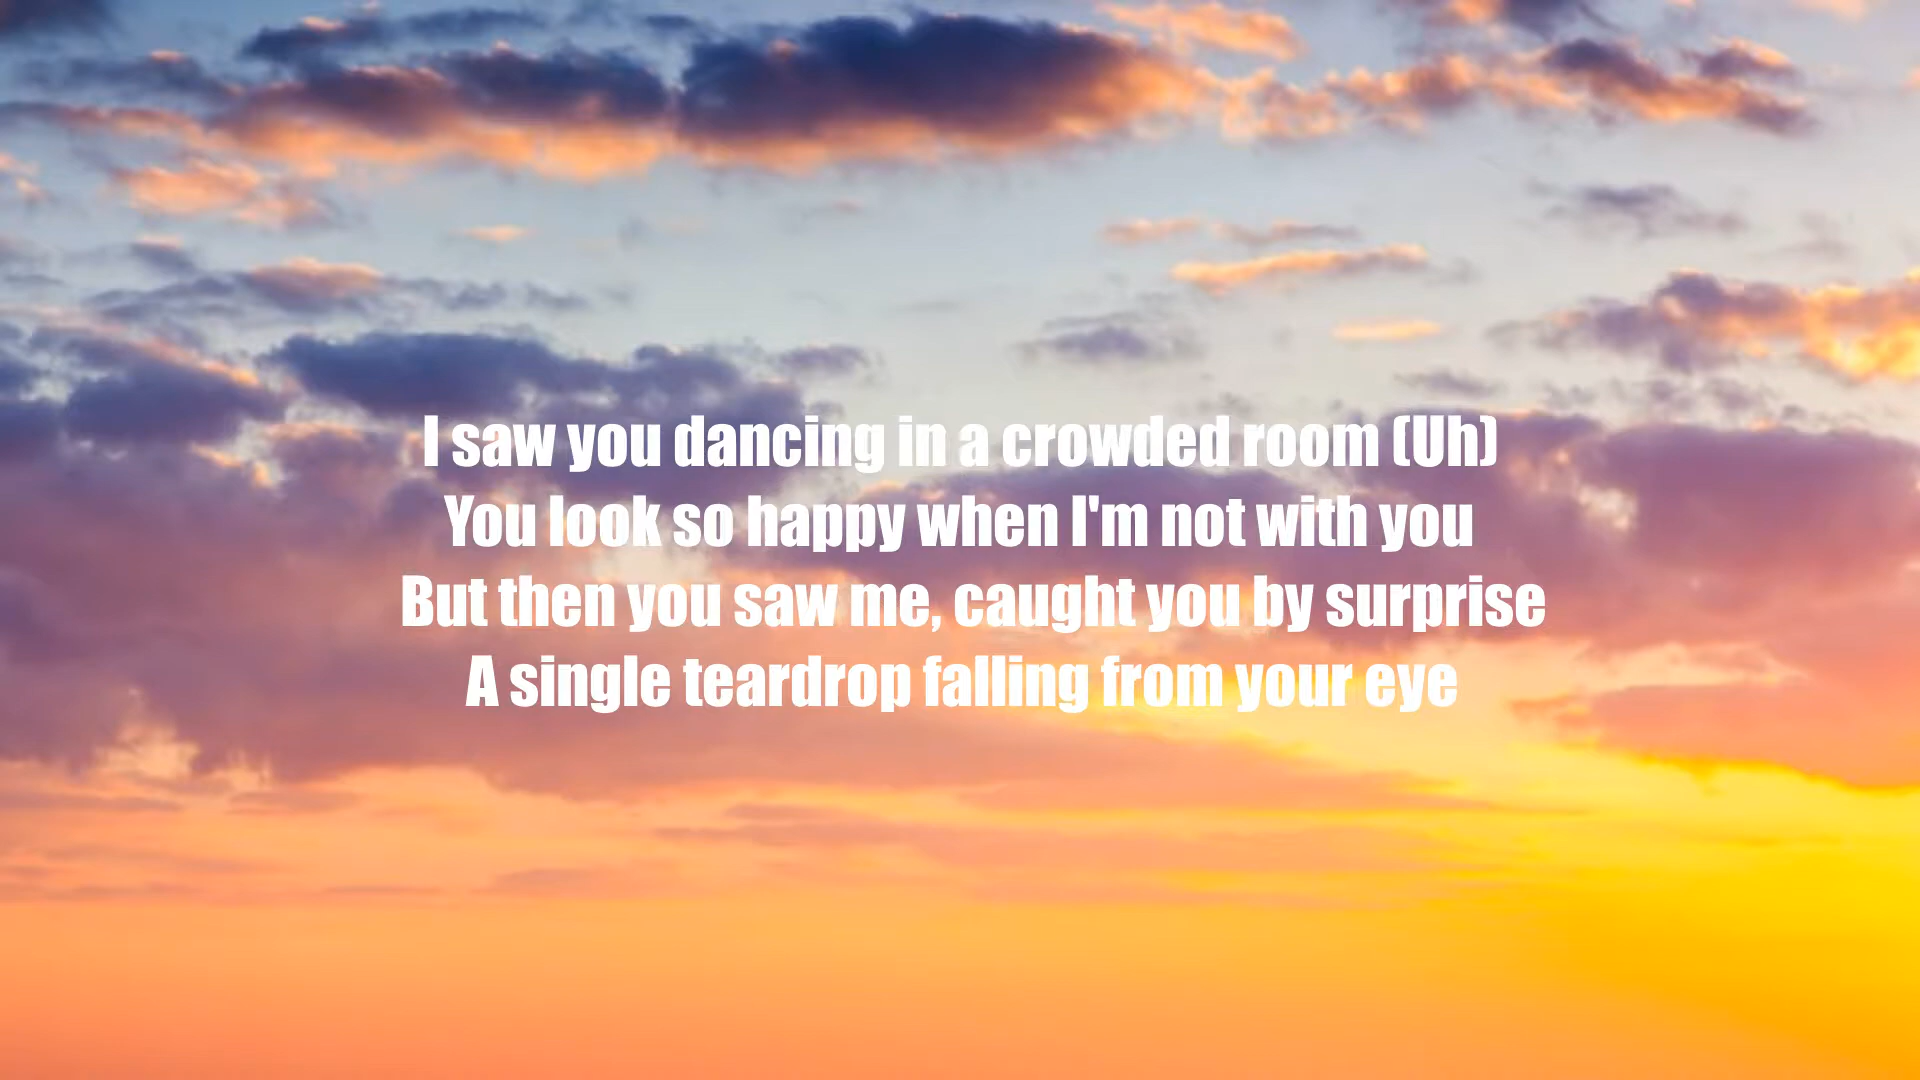 I saw you dancing in a crowded room (Uh)
You look so happy when I'm not with you
But then you saw me, caught you by surprise
A single teardrop falling from your eye